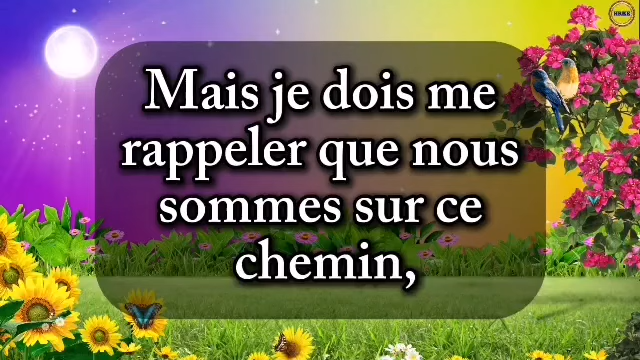 Mais je dois me
rappeler que nous
sommes sur ce
chemin,